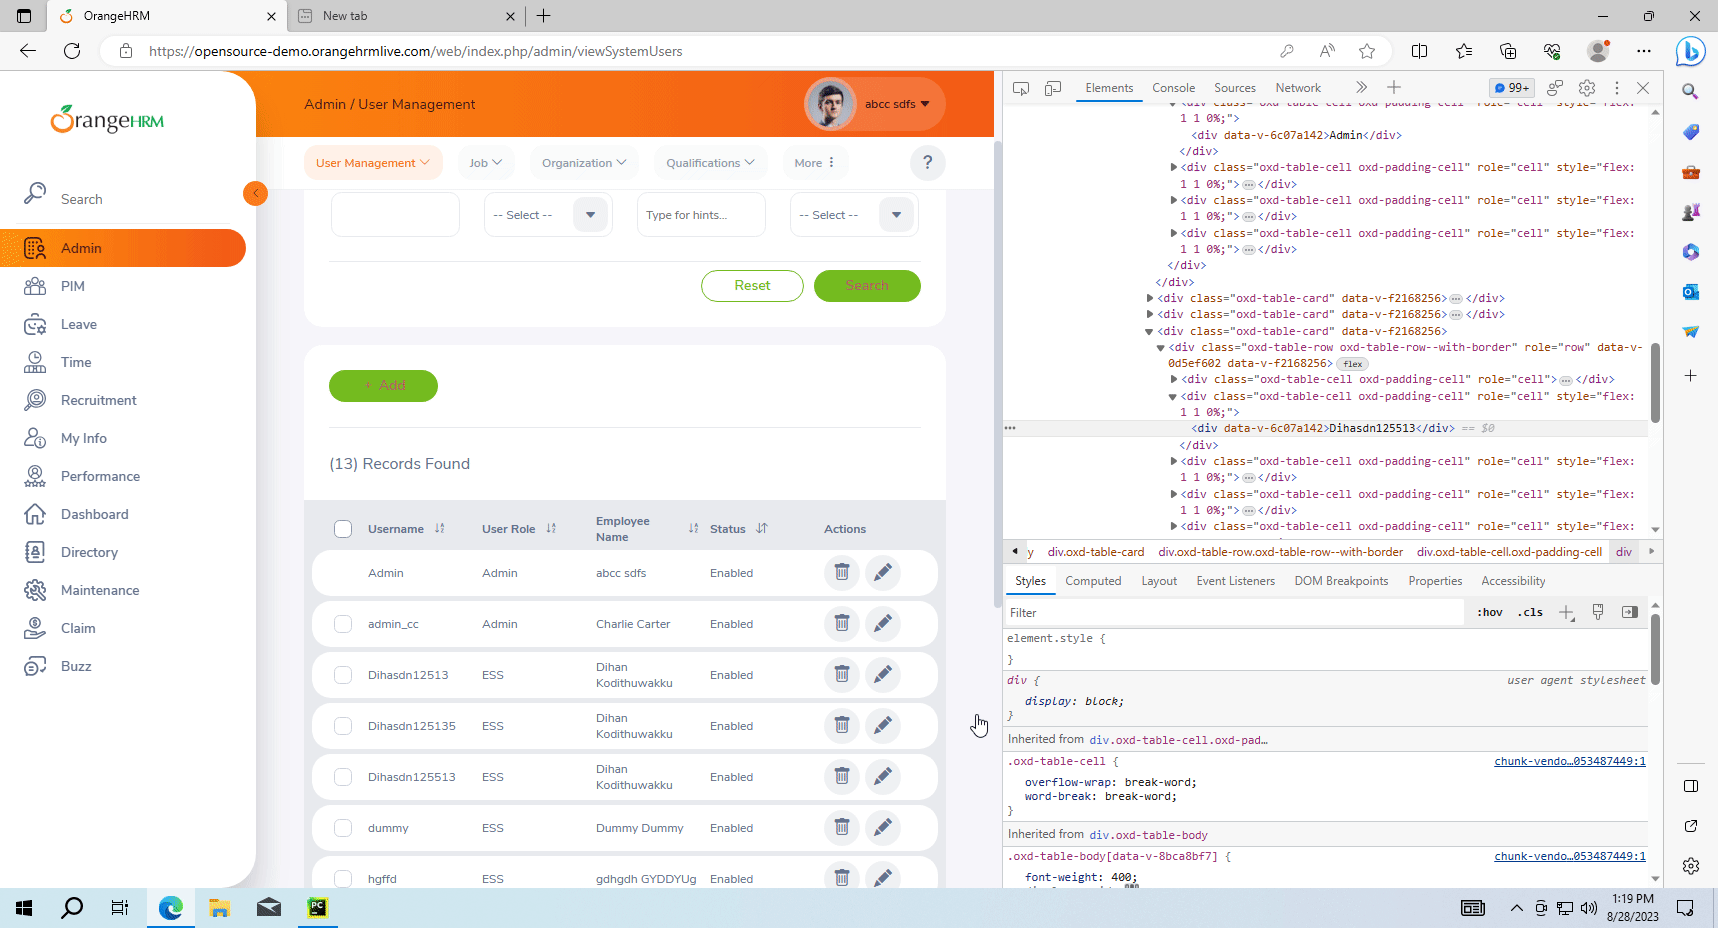 OrangeHRM
New tab
https://opensource-demo.orangehrmlive.com/web/index.php/admin/viewSystemUsers
OrangeHRM
Search
Admin
PIM
Leave
Time
Recruitment
My Info
Performance
Dashboard
Directory
Maintenance
Claim
Buzz
Admin / User Management
abcc sdfs
User Management
Job
Organization
Qualifications
More
?
-- Select --
Type for hints...
-- Select --
Reset
Search
Add
(13) Records Found
Username
User Role
Employee Name
Status
Actions
Admin Admin abcc sdfs Enabled
admin_cc Admin Charlie Carter Enabled
Dihasdn12513 ESS Dihan Kodithuwakku Enabled
Dihasdn125135 ESS Dihan Kodithuwakku Enabled
Dihasdn125513 ESS Dihan Kodithuwakku Enabled
dummy ESS Dummy Dummy Enabled
hgffd ESS gdhgdh GYDDYUg Enabled
Elements
Console
Sources
Network
99+
<div class="oxd-table-cell oxd-padding-cell" role="cell" style="flex:
1 1 0%;">
<div data-v-6c07a142>Admin</div>
</div>
<div class="oxd-table-cell oxd-padding-cell" role="cell" style="flex:
1 1 0%;">…</div>
<div class="oxd-table-cell oxd-padding-cell" role="cell" style="flex:
1 1 0%;">…</div>
<div class="oxd-table-cell oxd-padding-cell" role="cell" style="flex:
1 1 0%;">…</div>
</div>
</div>
<div class="oxd-table-card" data-v-f2168256>…</div>
<div class="oxd-table-card" data-v-f2168256>…</div>
<div class="oxd-table-card" data-v-f2168256>
<div class="oxd-table-row oxd-table-row--with-border" role="row" data-v-
0d5ef602 data-v-f2168256> flex
<div class="oxd-table-cell oxd-padding-cell" role="cell">…</div>
<div class="oxd-table-cell oxd-padding-cell" role="cell" style="flex:
1 1 0%;">
<div data-v-6c07a142>Dihasdn125513</div> == $0
</div>
<div class="oxd-table-cell oxd-padding-cell" role="cell" style="flex:
1 1 0%;">…</div>
<div class="oxd-table-cell oxd-padding-cell" role="cell" style="flex:
1 1 0%;">…</div>
<div class="oxd-table-cell oxd-padding-cell" role="cell" style="flex:
y div.oxd-table-card div.oxd-table-row.oxd-table-row--with-border div.oxd-table-cell.oxd-padding-cell div
Styles
Computed
Layout
Event Listeners
DOM Breakpoints
Properties
Accessibility
Filter
:hov
.cls
element.style {
}
div { user agent stylesheet
display: block;
}
Inherited from div.oxd-table-cell.oxd-pad…
.oxd-table-cell { chunk-vendo…053487449:1
overflow-wrap: break-word;
word-break: break-word;
}
Inherited from div.oxd-table-body
.oxd-table-body[data-v-8bca8bf7] { chunk-vendo…053487449:1
font-weight: 400;
PC
1:19 PM
8/28/2023